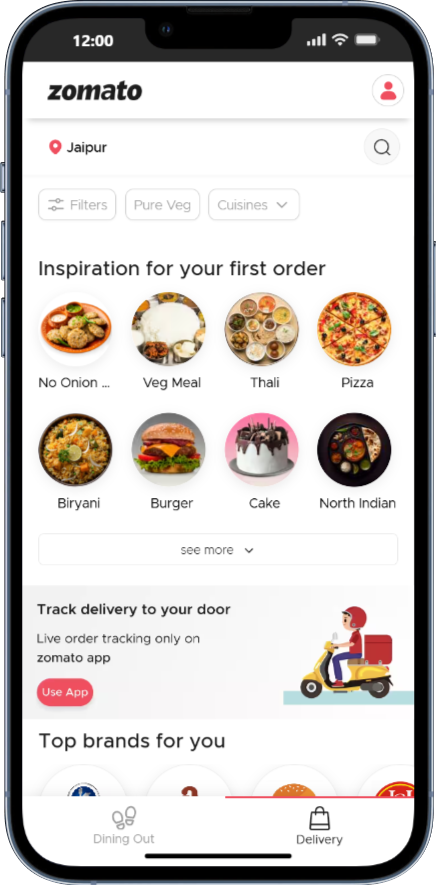 12:00
zomato
Jaipur
Filters
Pure Veg
Cuisines
Inspiration for your first order
No Onion ...
Veg Meal
Thali
Pizza
Biryani
Burger
Cake
North Indian
see more
Track delivery to your door
Live order tracking only on
zomato app
Use App
Top brands for you
Dining Out
Delivery